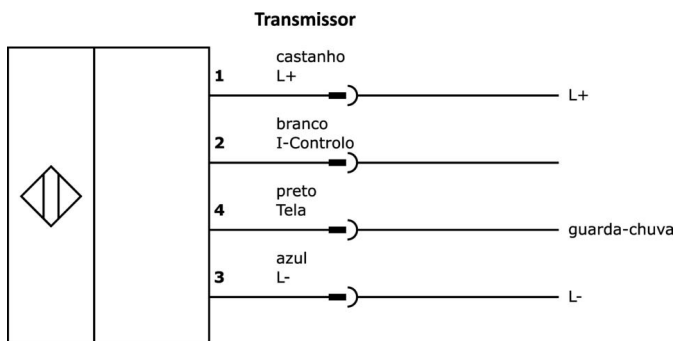 Transmissor
castanho
1 L+
L+
branco
2 I-Controlo
preto
4 Tela
guarda-chuva
azul
3 L-
L-